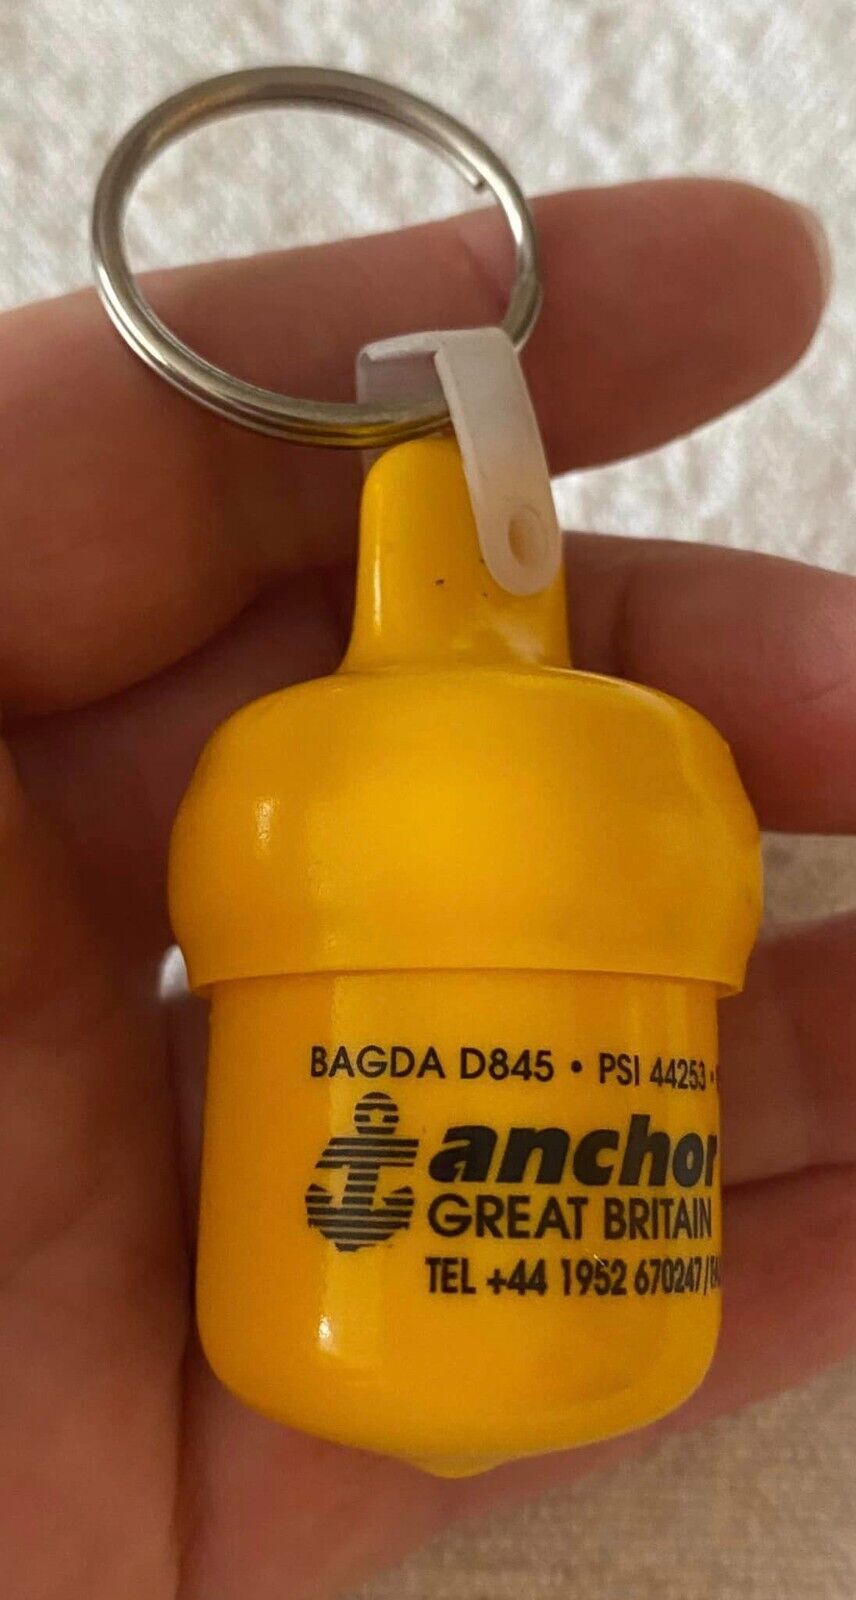 BAGDA D845 • PSI 44253 •
anchor
GREAT BRITAIN
TEL +44 1952 670247 /